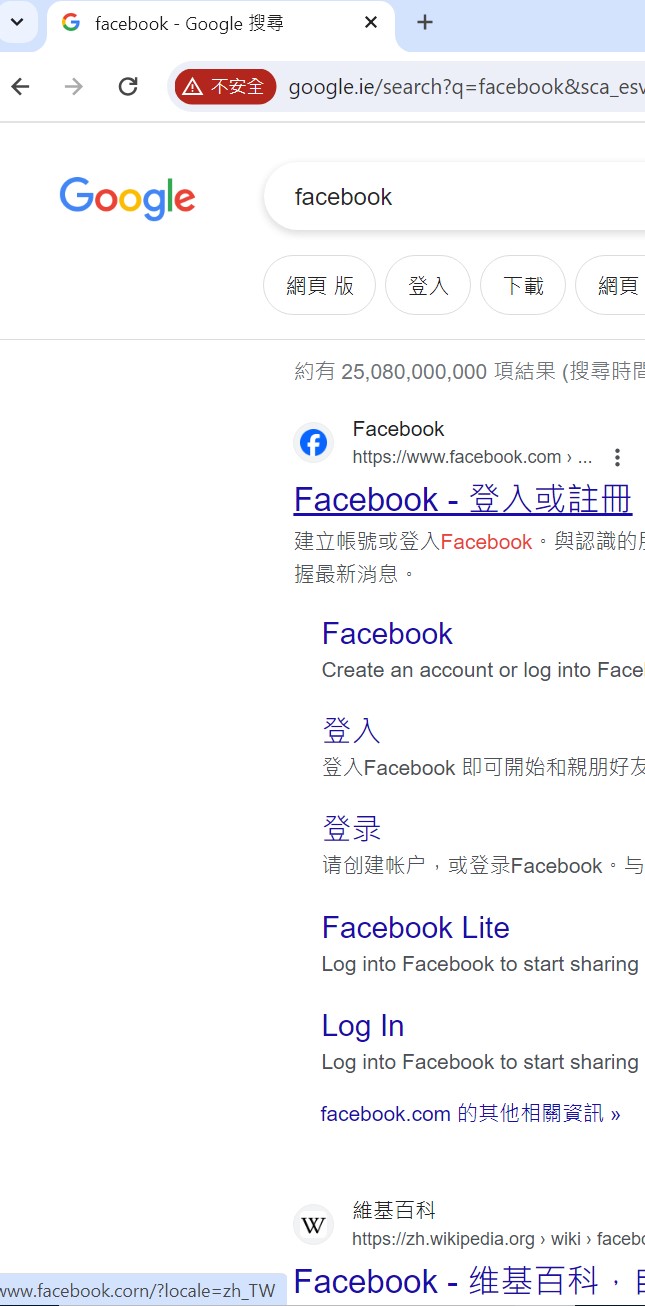 facebook - Google 搜尋
不安全 google.ie/search?q=facebook&sca_esv
Google
facebook
網頁 版 登入 下載 網頁
約有 25,080,000,000 項結果 (搜尋時間
Facebook
https://www.facebook.com › ...
Facebook - 登入或註冊
建立帳號或登入Facebook。與認識的朋
握最新消息。
Facebook
Create an account or log into Face
登入
登入Facebook 即可開始和親朋好友
登录
请创建帐户，或登录Facebook。与
Facebook Lite
Log into Facebook to start sharing
Log In
Log into Facebook to start sharing
facebook.com 的其他相關資訊 »
W
維基百科
https://zh.wikipedia.org › wiki › facebo
Facebook - 维基百科，自
www.facebook.corn/?locale=zh_TW